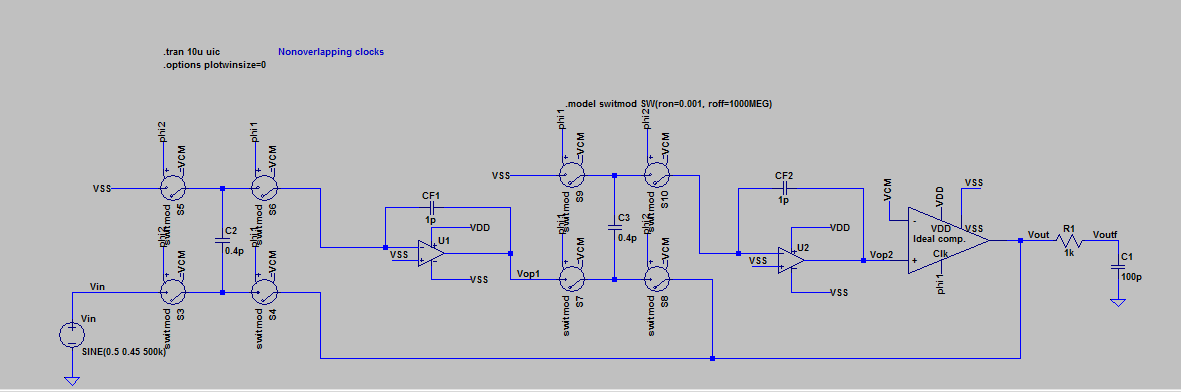 .tran 10u uic
Nonoverlapping clocks
.options plotwinsize=0
.model switmod SW(ron=0.001, roff=1000MEG)
phi2
VCM
phi1
VCM
phi1
VCM
phi2
VCM
VSS
switmod
S5
switmod
S6
VSS
switmod
S9
switmod
S10
CF1
1p
CF2
1p
VCM
VDD
VSS
C2
0.4p
C3
0.4p
phi2
VCM
phi1
VCM
phi1
VCM
phi2
VCM
VSS
U1
VDD
VSS
VSS
U2
VDD
VSS
VDD
VSS
Ideal comp.
Clk
phi1
Vout
R1
1k
Voutf
C1
100p
Vop1
Vop2
Vin
switmod
S3
switmod
S4
switmod
S7
switmod
S8
Vin
SINE(0.5 0.45 500k)